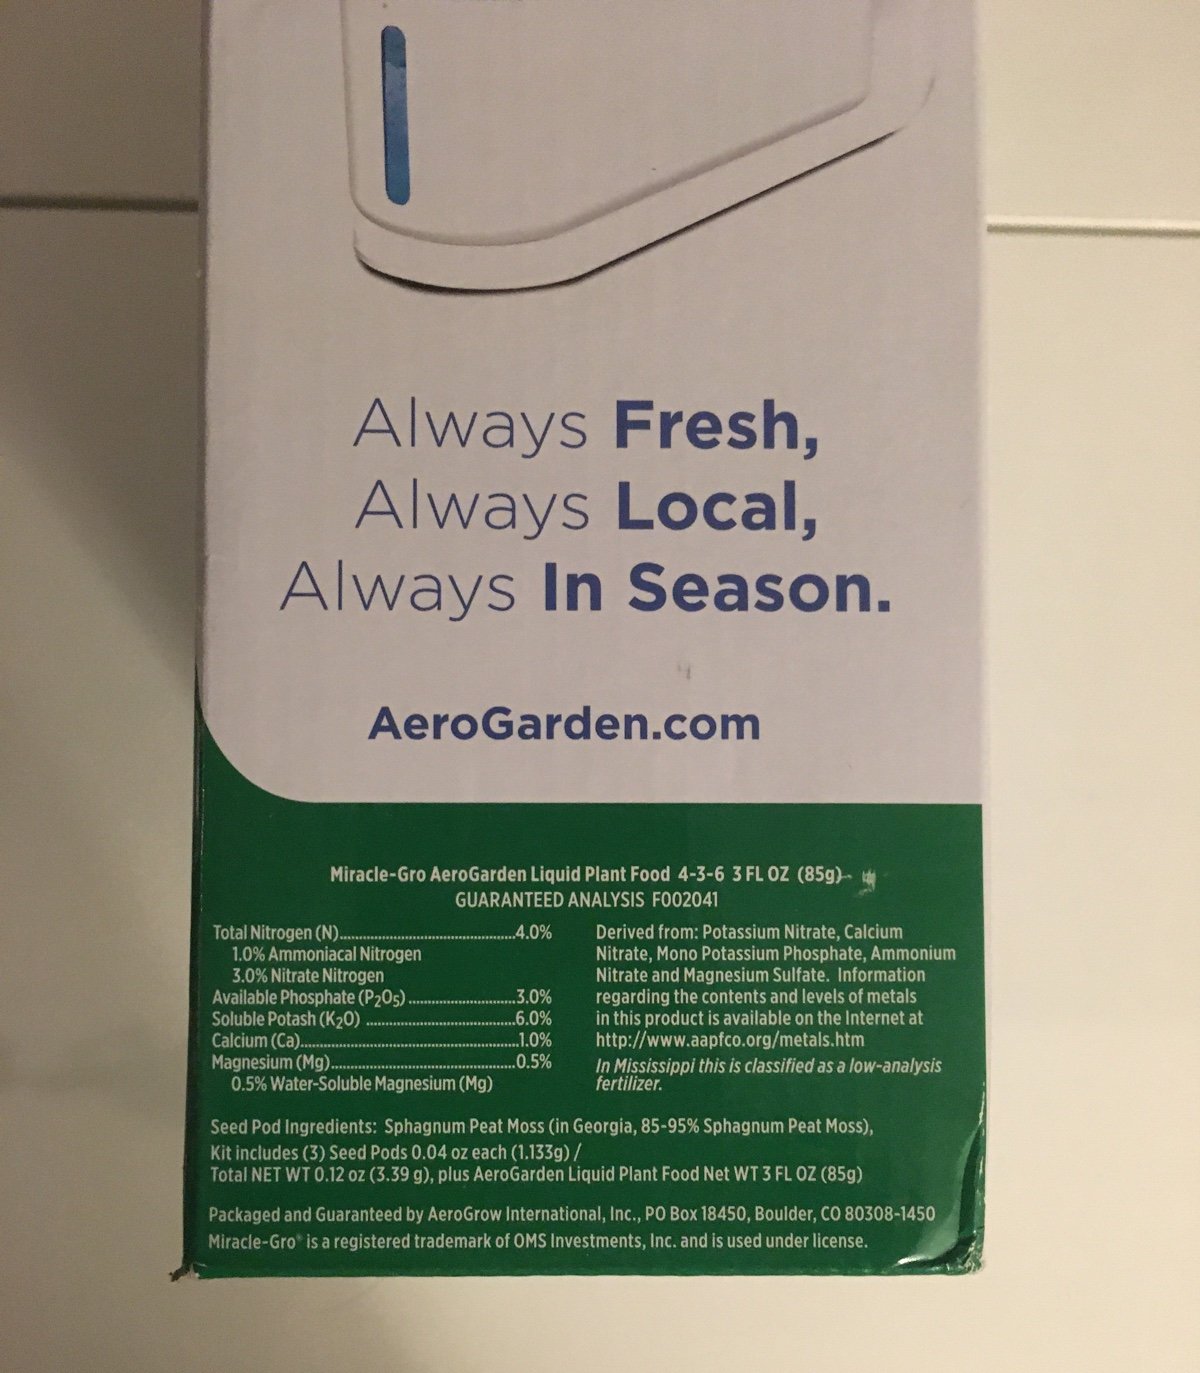 Always Fresh,
Always Local,
Always In Season.
AeroGarden.com
Miracle-Gro AeroGarden Liquid Plant Food 4-3-6 3 FL OZ (85g)
GUARANTEED ANALYSIS F002041
Total Nitrogen (N)..........4.0%
1.0% Ammoniacal Nitrogen
3.0% Nitrate Nitrogen
Available Phosphate (P₂O₅)..........3.0%
Soluble Potash (K₂O)..........6.0%
Calcium (Ca)..........1.0%
Magnesium (Mg)..........0.5%
0.5% Water-Soluble Magnesium (Mg)
Derived from: Potassium Nitrate, Calcium
Nitrate, Mono Potassium Phosphate, Ammonium
Nitrate and Magnesium Sulfate. Information
regarding the contents and levels of metals
in this product is available on the Internet at
http://www.aapfco.org/metals.htm
In Mississippi this is classified as a low-analysis
fertilizer.
Seed Pod Ingredients: Sphagnum Peat Moss (in Georgia, 85-95% Sphagnum Peat Moss),
Kit includes (3) Seed Pods 0.04 oz each (1.133g) /
Total NET WT 0.12 oz (3.39 g), plus AeroGarden Liquid Plant Food Net WT 3 FL OZ (85g)
Packaged and Guaranteed by AeroGrow International, Inc., PO Box 18450, Boulder, CO 80308-1450
Miracle-Gro® is a registered trademark of OMS Investments, Inc. and is used under license.